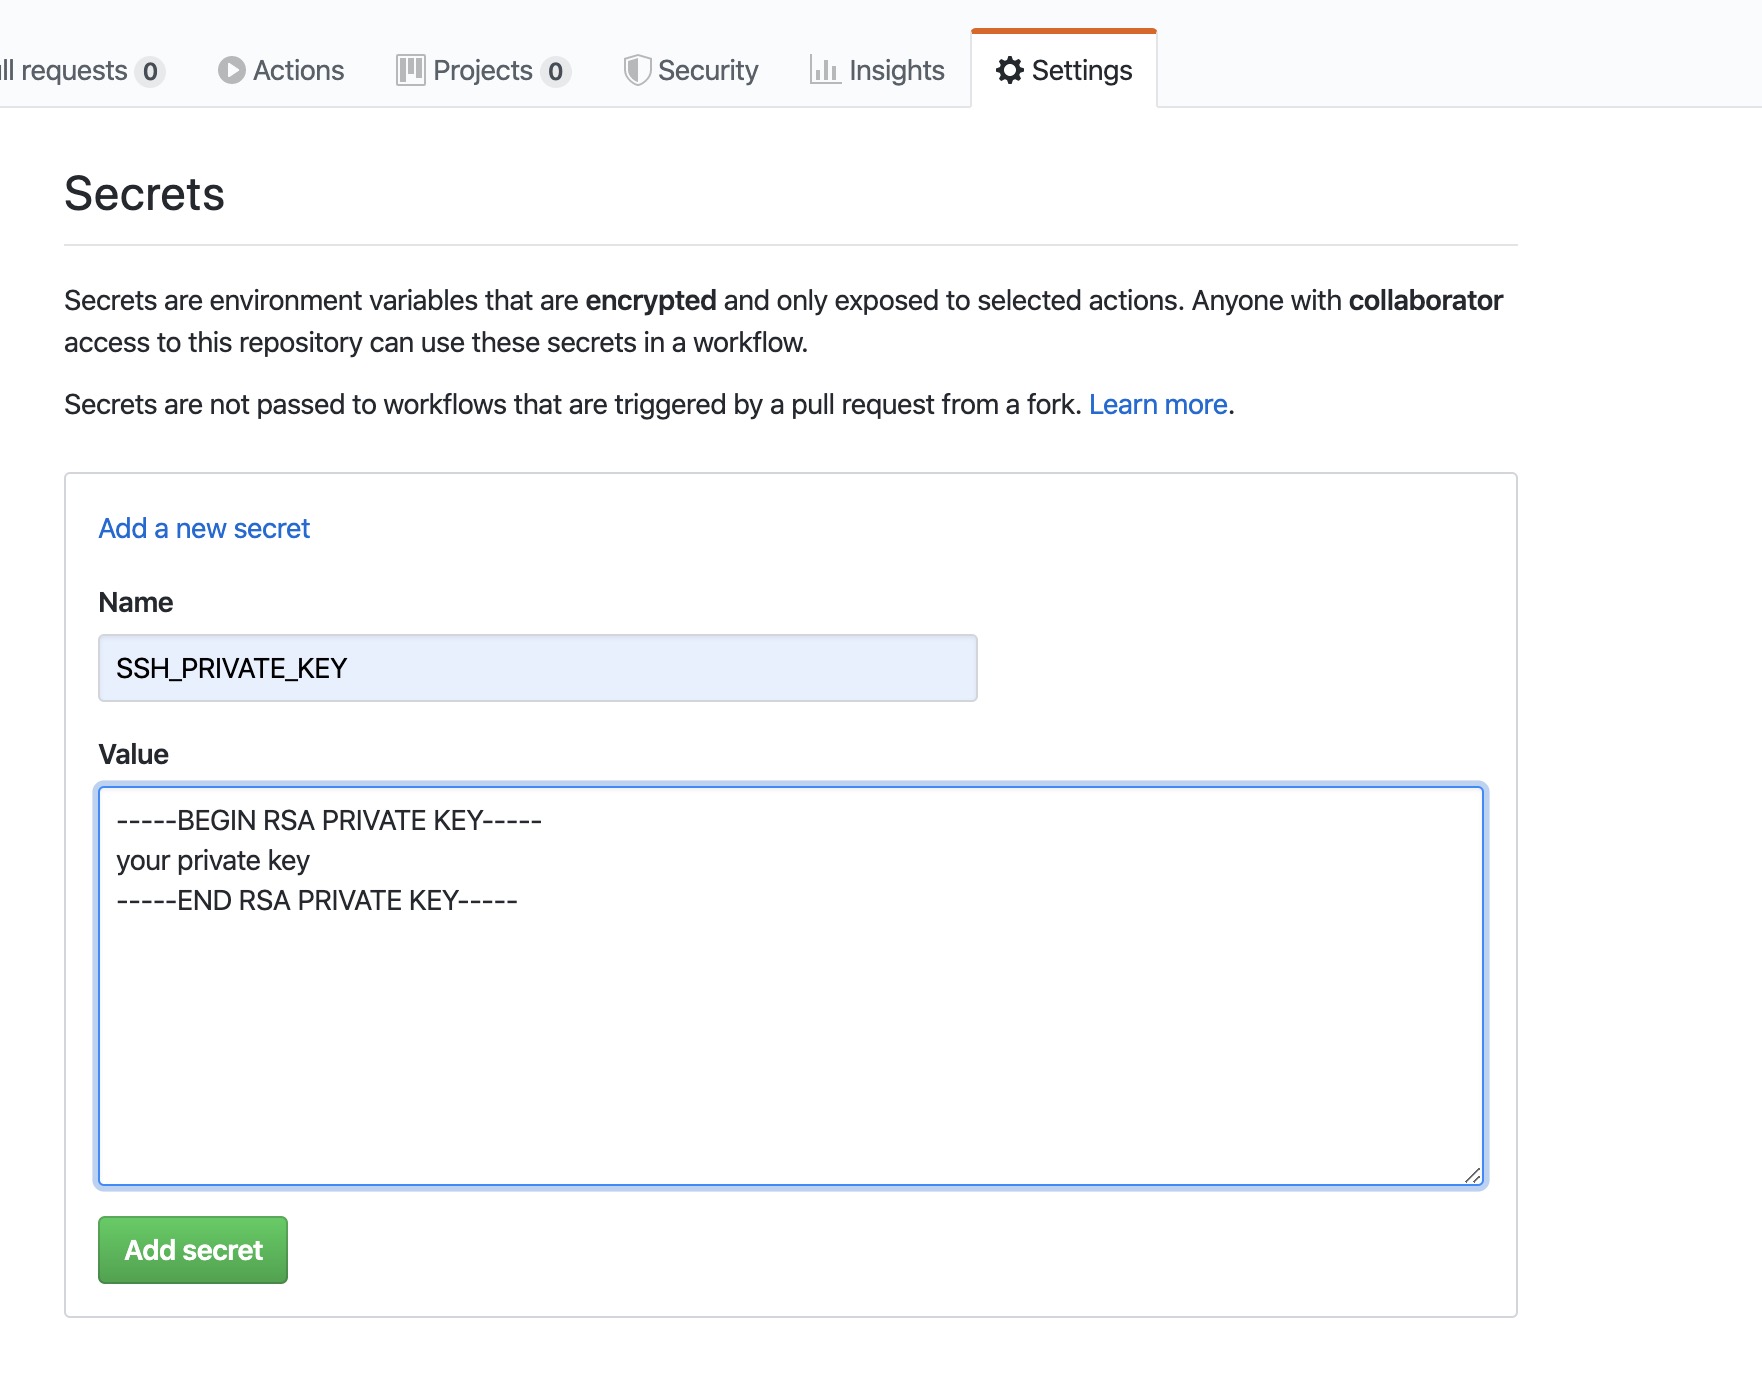 ll requests 0 Actions Projects 0 Security Insights Settings
Secrets
Secrets are environment variables that are encrypted and only exposed to selected actions. Anyone with collaborator
access to this repository can use these secrets in a workflow.
Secrets are not passed to workflows that are triggered by a pull request from a fork. Learn more.
Add a new secret
Name
SSH_PRIVATE_KEY
Value
-----BEGIN RSA PRIVATE KEY-----
your private key
-----END RSA PRIVATE KEY-----
Add secret